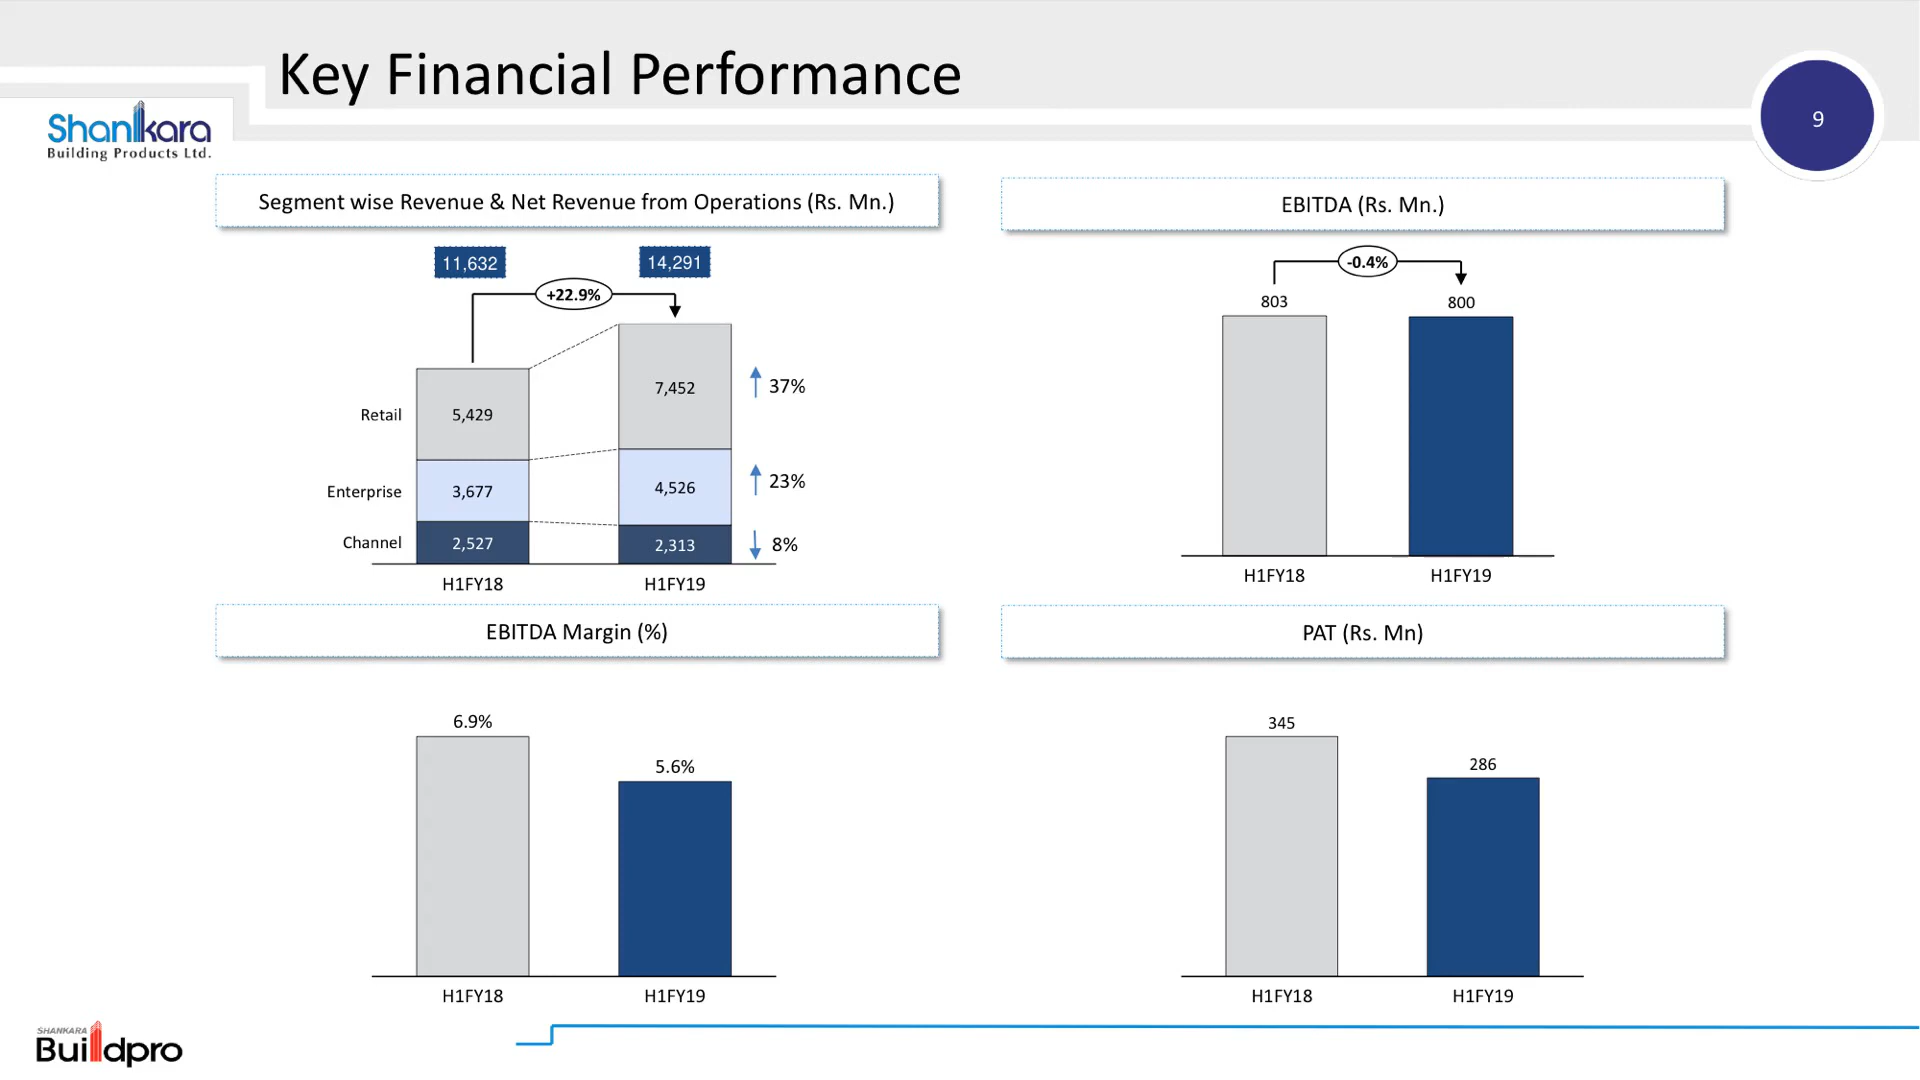 Key Financial Performance
9
Shankara
Building Products Ltd.
Segment wise Revenue & Net Revenue from Operations (Rs. Mn.)
11,632
14,291
+22.9%
Retail
5,429
7,452
37%
Enterprise
3,677
4,526
23%
Channel
2,527
2,313
8%
H1FY18
H1FY19
EBITDA (Rs. Mn.)
-0.4%
803
800
H1FY18
H1FY19
EBITDA Margin (%)
6.9%
5.6%
H1FY18
H1FY19
PAT (Rs. Mn)
345
286
H1FY18
H1FY19
SHANKARA
Buildpro